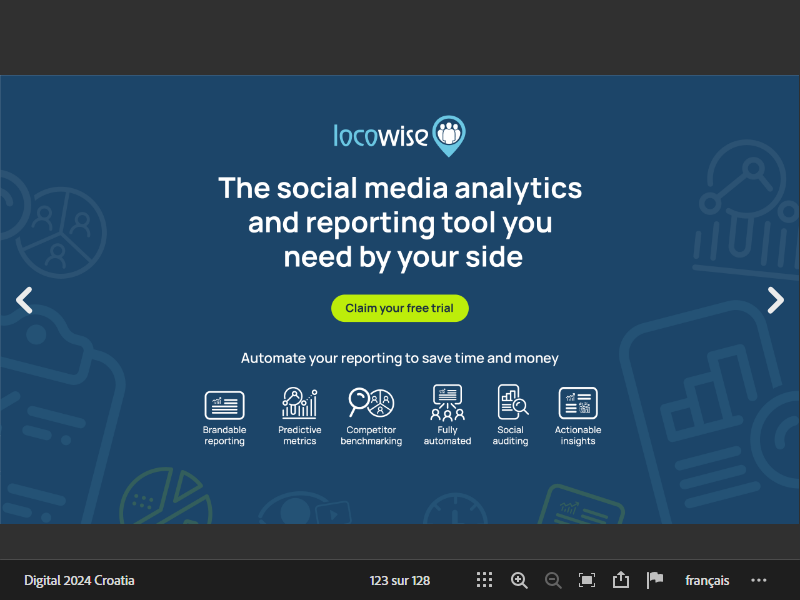 locowise
The social media analytics
and reporting tool you
need by your side
Claim your free trial
Automate your reporting to save time and money
Brandable
reporting
Predictive
metrics
Competitor
benchmarking
Fully
automated
Social
auditing
Actionable
insights
Digital 2024 Croatia
123 sur 128
français